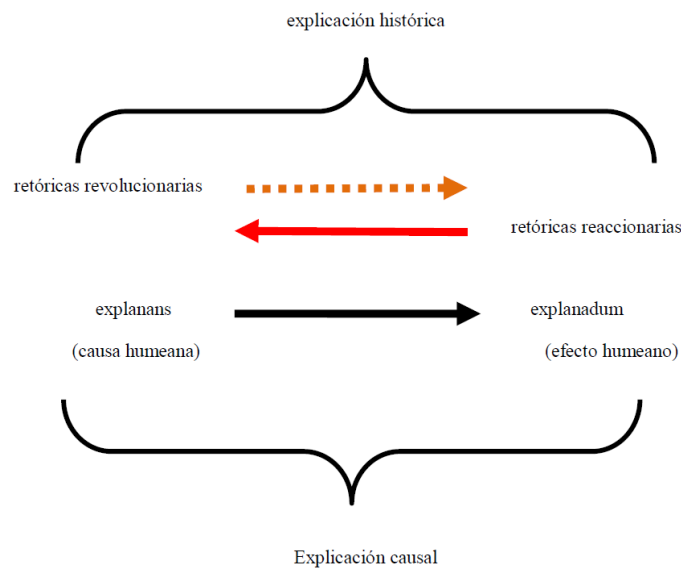 explicación histórica
retóricas revolucionarias
retóricas reaccionarias
explanans explanadum
(causa humeana) (efecto humeano)
Explicación causal